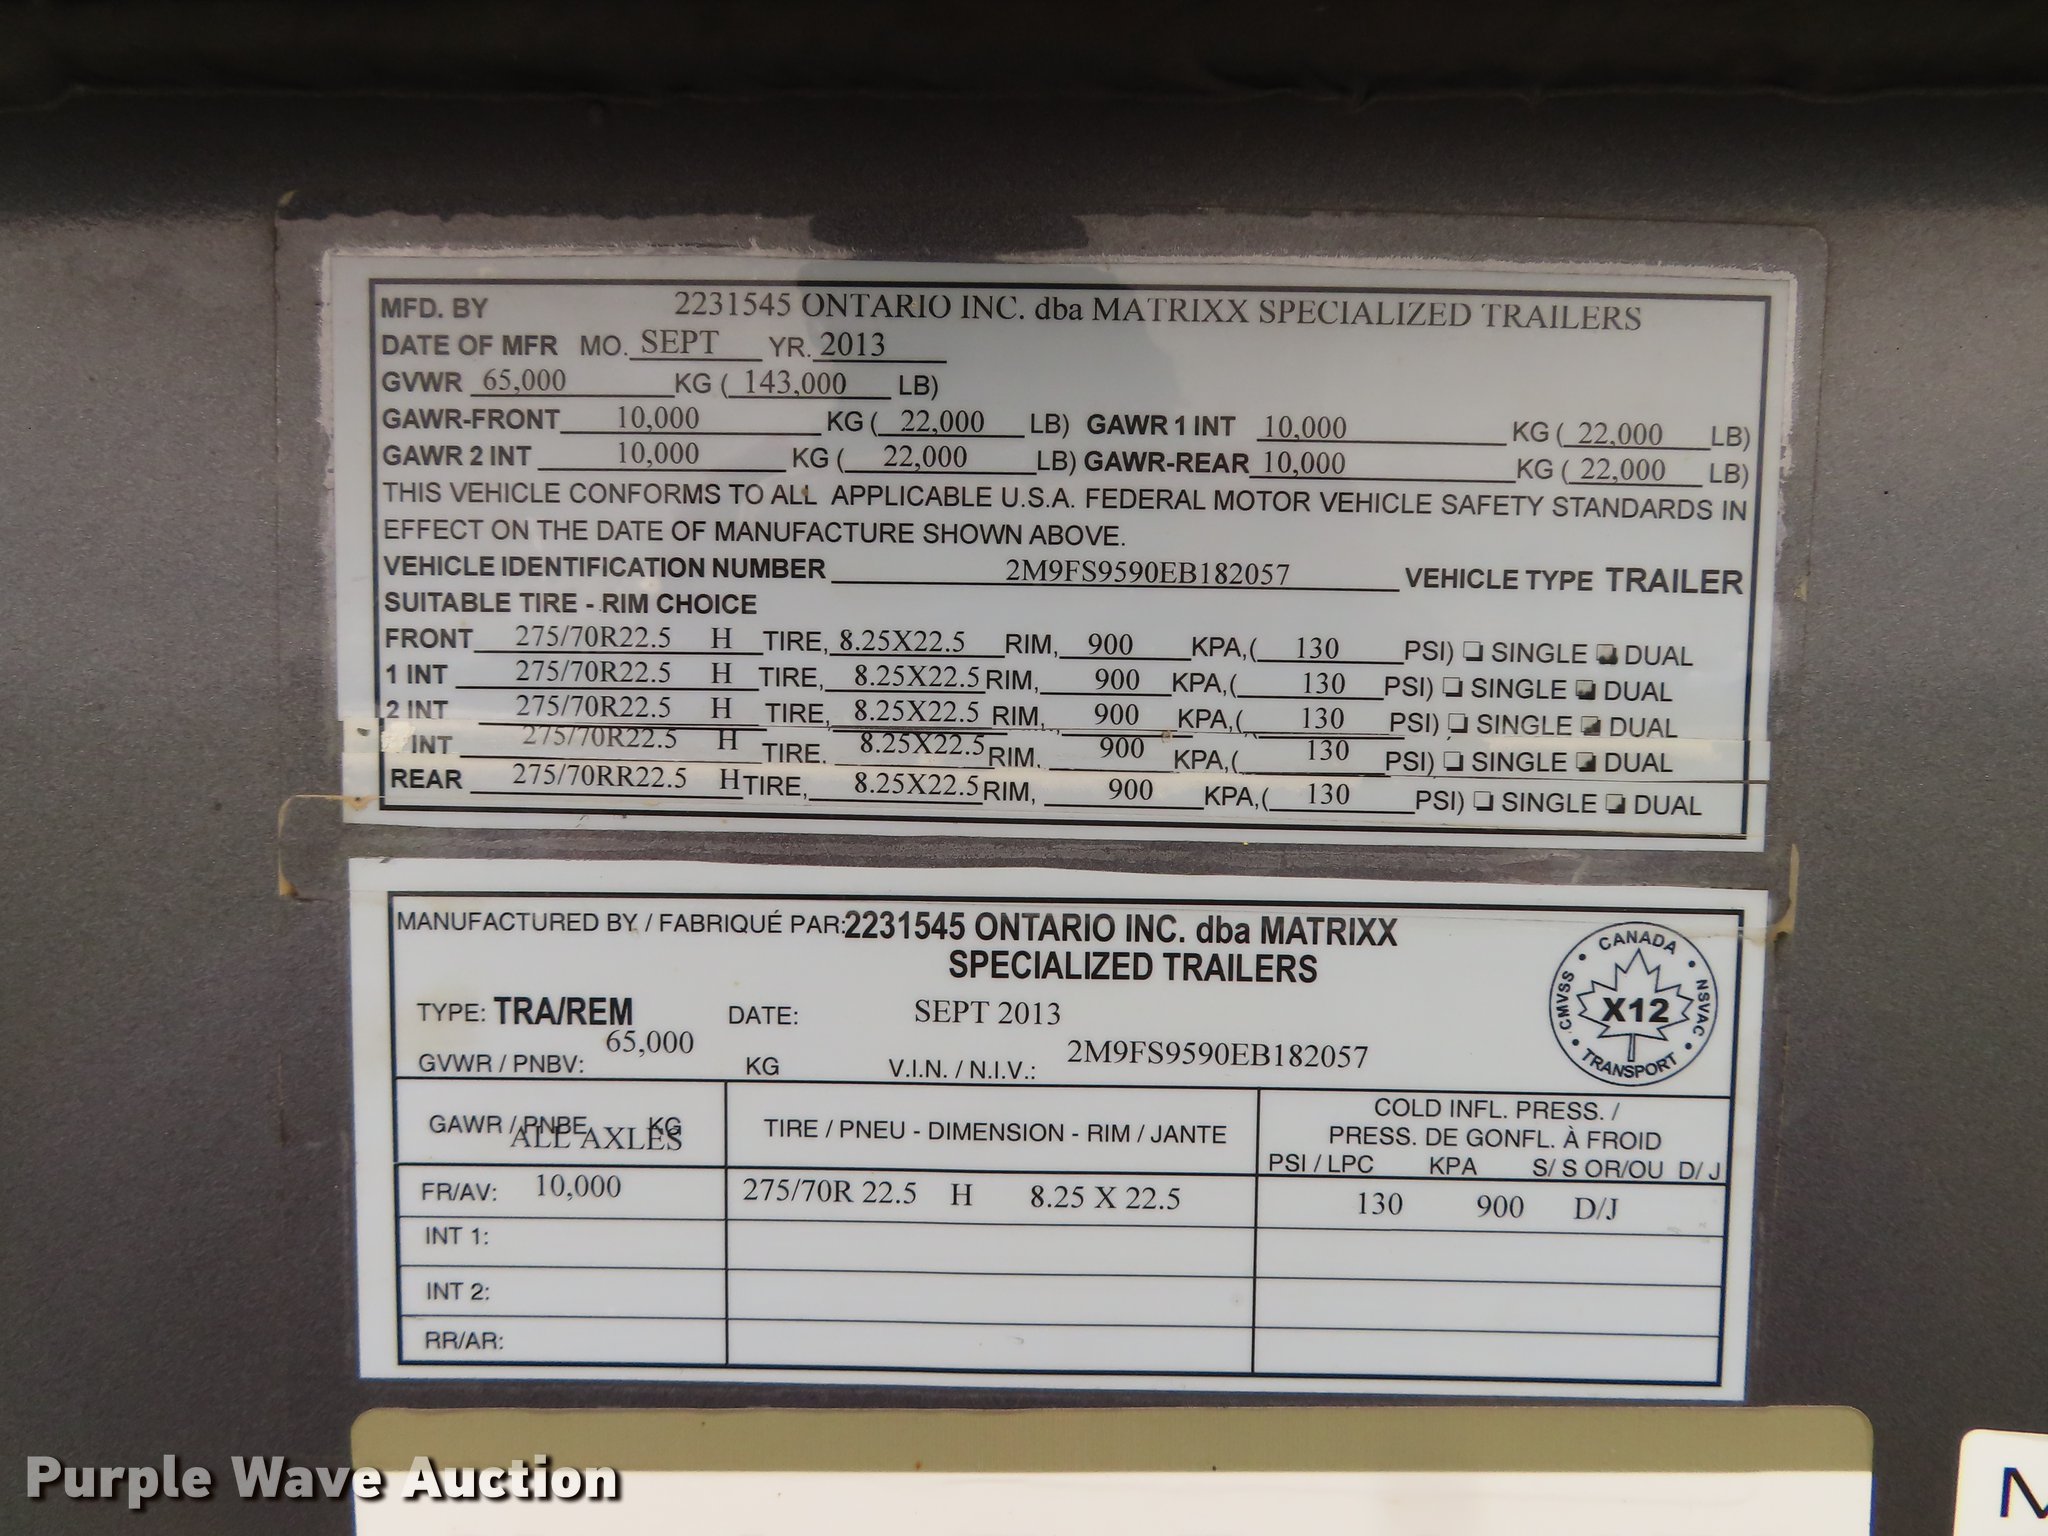 MFD. BY 2231545 ONTARIO INC. dba MATRIXX SPECIALIZED TRAILERS
DATE OF MFR MO. SEPT YR. 2013
GVWR 65,000 KG ( 143,000 LB)
GAWR-FRONT 10,000 KG ( 22,000 LB) GAWR 1 INT 10,000 KG ( 22,000 LB)
GAWR 2 INT 10,000 KG ( 22,000 LB) GAWR-REAR 10,000 KG ( 22,000 LB)
THIS VEHICLE CONFORMS TO ALL APPLICABLE U.S.A. FEDERAL MOTOR VEHICLE SAFETY STANDARDS IN
EFFECT ON THE DATE OF MANUFACTURE SHOWN ABOVE.
VEHICLE IDENTIFICATION NUMBER 2M9FS9590EB182057 VEHICLE TYPE TRAILER
SUITABLE TIRE - RIM CHOICE
FRONT 275/70R22.5 H TIRE, 8.25X22.5 RIM, 900 KPA,( 130 PSI) ❏ SINGLE ❏ DUAL
1 INT 275/70R22.5 H TIRE, 8.25X22.5 RIM, 900 KPA,( 130 PSI) ❏ SINGLE ❏ DUAL
2 INT 275/70R22.5 H TIRE, 8.25X22.5 RIM, 900 KPA,( 130 PSI) ❏ SINGLE ❏ DUAL
INT 275/70R22.5 H TIRE. 8.25X22.5 RIM. 900 KPA,( 130 PSI) ❏ SINGLE ❏ DUAL
REAR 275/70RR22.5 H TIRE, 8.25X22.5 RIM, 900 KPA,( 130 PSI) ❏ SINGLE ❏ DUAL
MANUFACTURED BY / FABRIQUÉ PAR: 2231545 ONTARIO INC. dba MATRIXX
SPECIALIZED TRAILERS
CANADA
CMVSS NSVAC
X12
TRANSPORT
TYPE: TRA/REM DATE: SEPT 2013
GVWR / PNBV: 65,000 KG V.I.N. / N.I.V.: 2M9FS9590EB182057
GAWR / PNBE KG
ALL AXLES
TIRE / PNEU - DIMENSION - RIM / JANTE
COLD INFL. PRESS. /
PRESS. DE GONFL. À FROID
PSI / LPC KPA S/ S OR/OU D/ J
FR/AV: 10,000 275/70R 22.5 H 8.25 X 22.5 130 900 D/J
INT 1:
INT 2:
RR/AR:
Purple Wave Auction